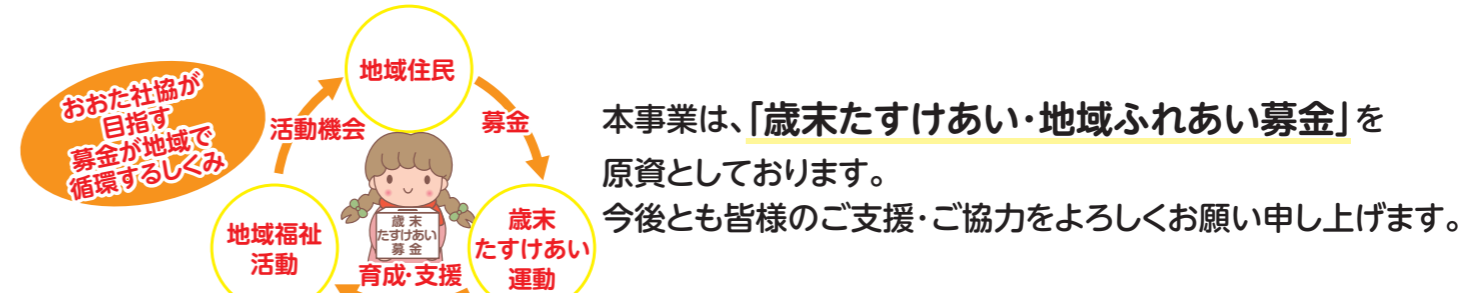 おおた社協が
目指す
募金が地域で
循環するしくみ
地域住民
活動機会
募金
歳末
たすけあい
募金
地域福祉
活動
歳末
たすけあい
運動
育成・支援
本事業は、「歳末たすけあい・地域ふれあい募金」を
原資としております。
今後とも皆様のご支援・ご協力をよろしくお願い申し上げます。